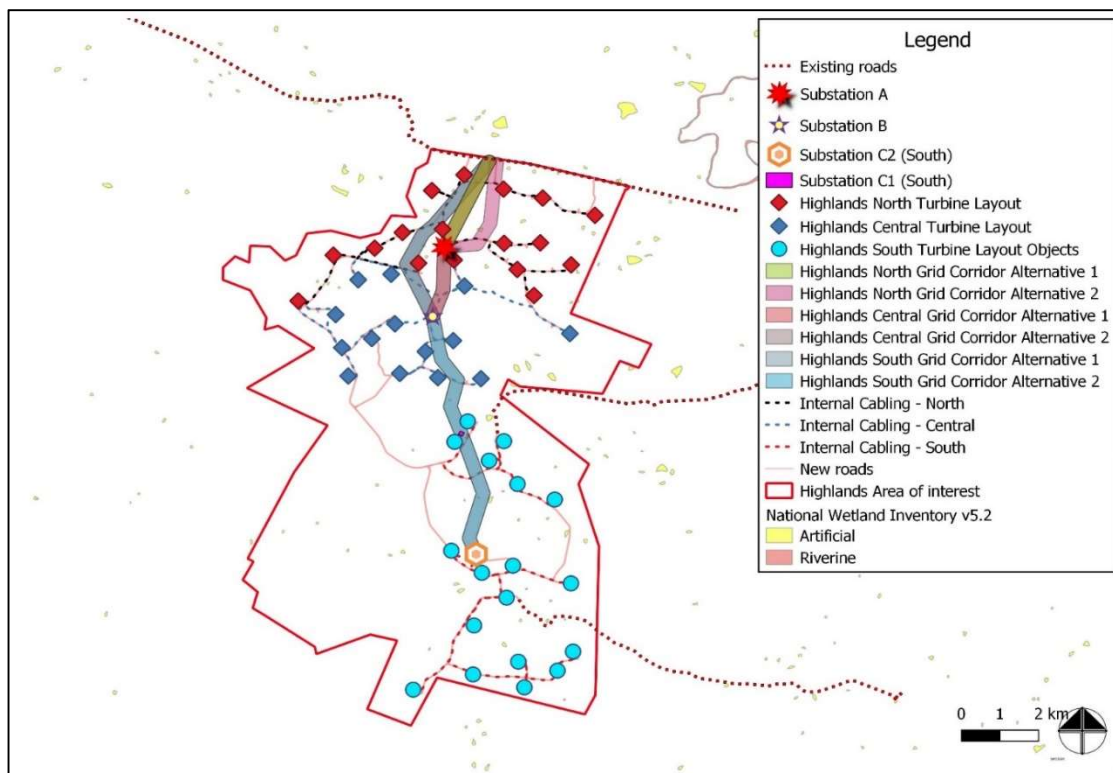 Legend
Existing roads
Substation A
Substation B
Substation C2 (South)
Substation C1 (South)
Highlands North Turbine Layout
Highlands Central Turbine Layout
Highlands South Turbine Layout Objects
Highlands North Grid Corridor Alternative 1
Highlands North Grid Corridor Alternative 2
Highlands Central Grid Corridor Alternative 1
Highlands Central Grid Corridor Alternative 2
Highlands South Grid Corridor Alternative 1
Highlands South Grid Corridor Alternative 2
Internal Cabling - North
Internal Cabling - Central
Internal Cabling - South
New roads
Highlands Area of interest
National Wetland Inventory v5.2
Artificial
Riverine
0 1 2 km